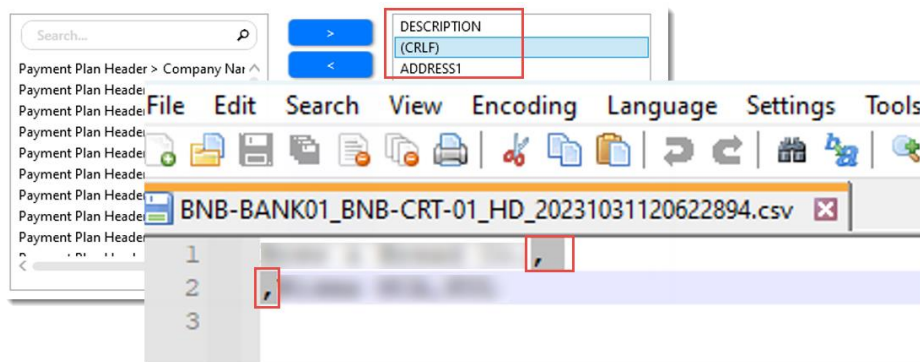 Search...
>
<
DESCRIPTION
(CRLF)
ADDRESS1
Payment Plan Header > Company Nar
Payment Plan Header
Payment Plan Header
Payment Plan Header
Payment Plan Header
Payment Plan Header
Payment Plan Header
Payment Plan Header
Payment Plan Header
File Edit Search View Encoding Language Settings Tools
BNB-BANK01_BNB-CRT-01_HD_20231031120622894.csv
1 ,
2 ,
3